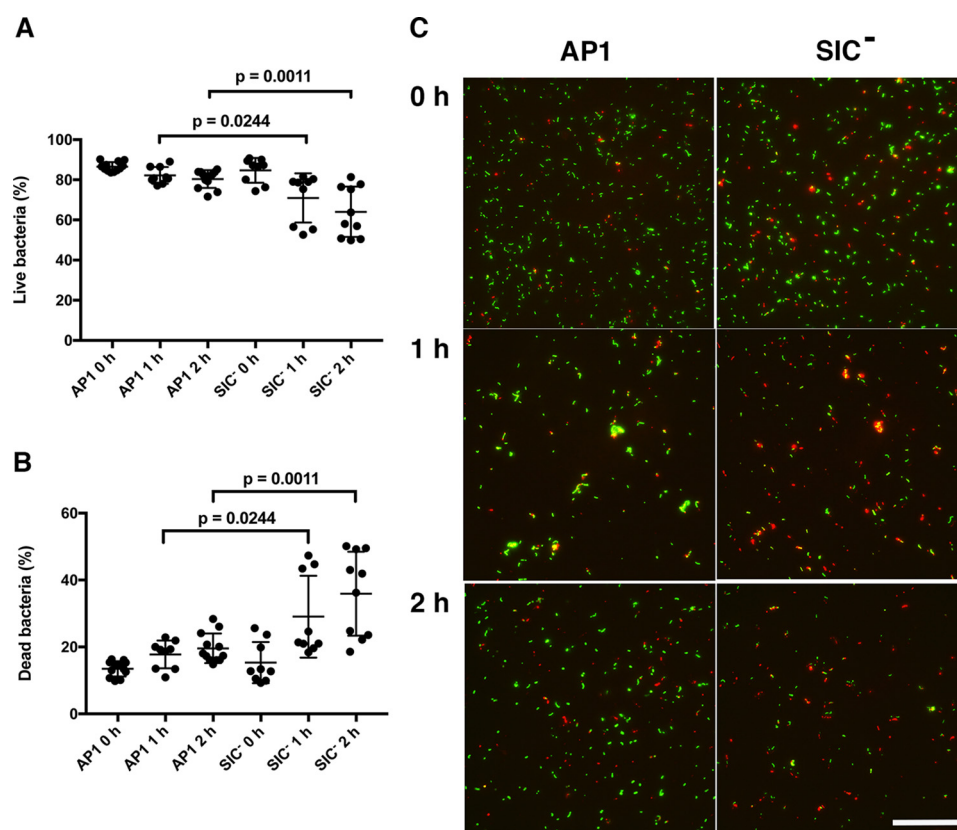 A
p = 0.0011
p = 0.0244
Live bacteria (%)
100
80
60
40
20
0
AP1 0 h
AP1 1 h
AP1 2 h
SIC⁻ 0 h
SIC⁻ 1 h
SIC⁻ 2 h
B
p = 0.0011
p = 0.0244
Dead bacteria (%)
60
40
20
0
AP1 0 h
AP1 1 h
AP1 2 h
SIC⁻ 0 h
SIC⁻ 1 h
SIC⁻ 2 h
C
AP1 SIC⁻
0 h
1 h
2 h